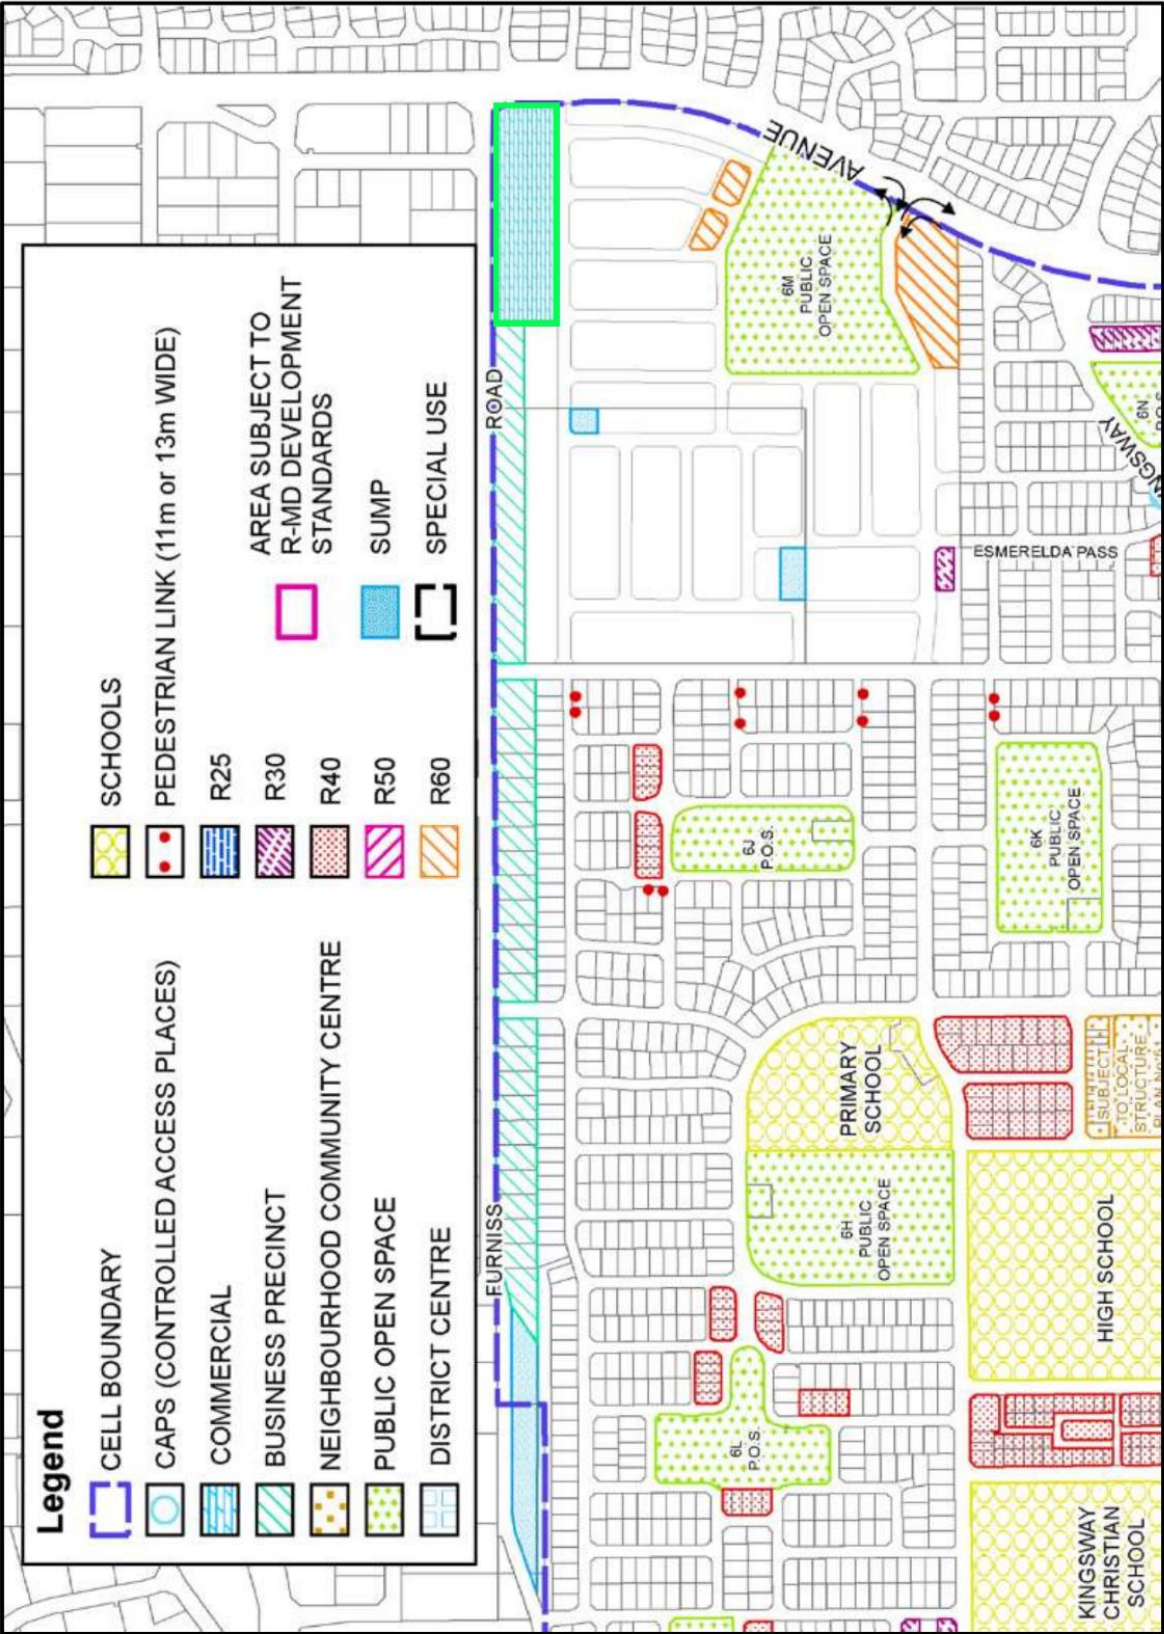 Legend
CELL BOUNDARY
CAPS (CONTROLLED ACCESS PLACES)
COMMERCIAL
BUSINESS PRECINCT
NEIGHBOURHOOD COMMUNITY CENTRE
PUBLIC OPEN SPACE
DISTRICT CENTRE
SCHOOLS
PEDESTRIAN LINK (11m or 13m WIDE)
R25
R30
R40
R50
R60
AREA SUBJECT TO
R-MD DEVELOPMENT
STANDARDS
SUMP
SPECIAL USE
FURNISS
ROAD
AVENUE
6M
PUBLIC
OPEN SPACE
6N
P.O.S.
NGSWAY
ESMERELDA PASS
6J
P.O.S.
6K
PUBLIC
OPEN SPACE
PRIMARY
SCHOOL
6H
PUBLIC
OPEN SPACE
SUBJECT
TO LOCAL
STRUCTURE
HIGH SCHOOL
6L
P.O.S.
KINGSWAY
CHRISTIAN
SCHOOL